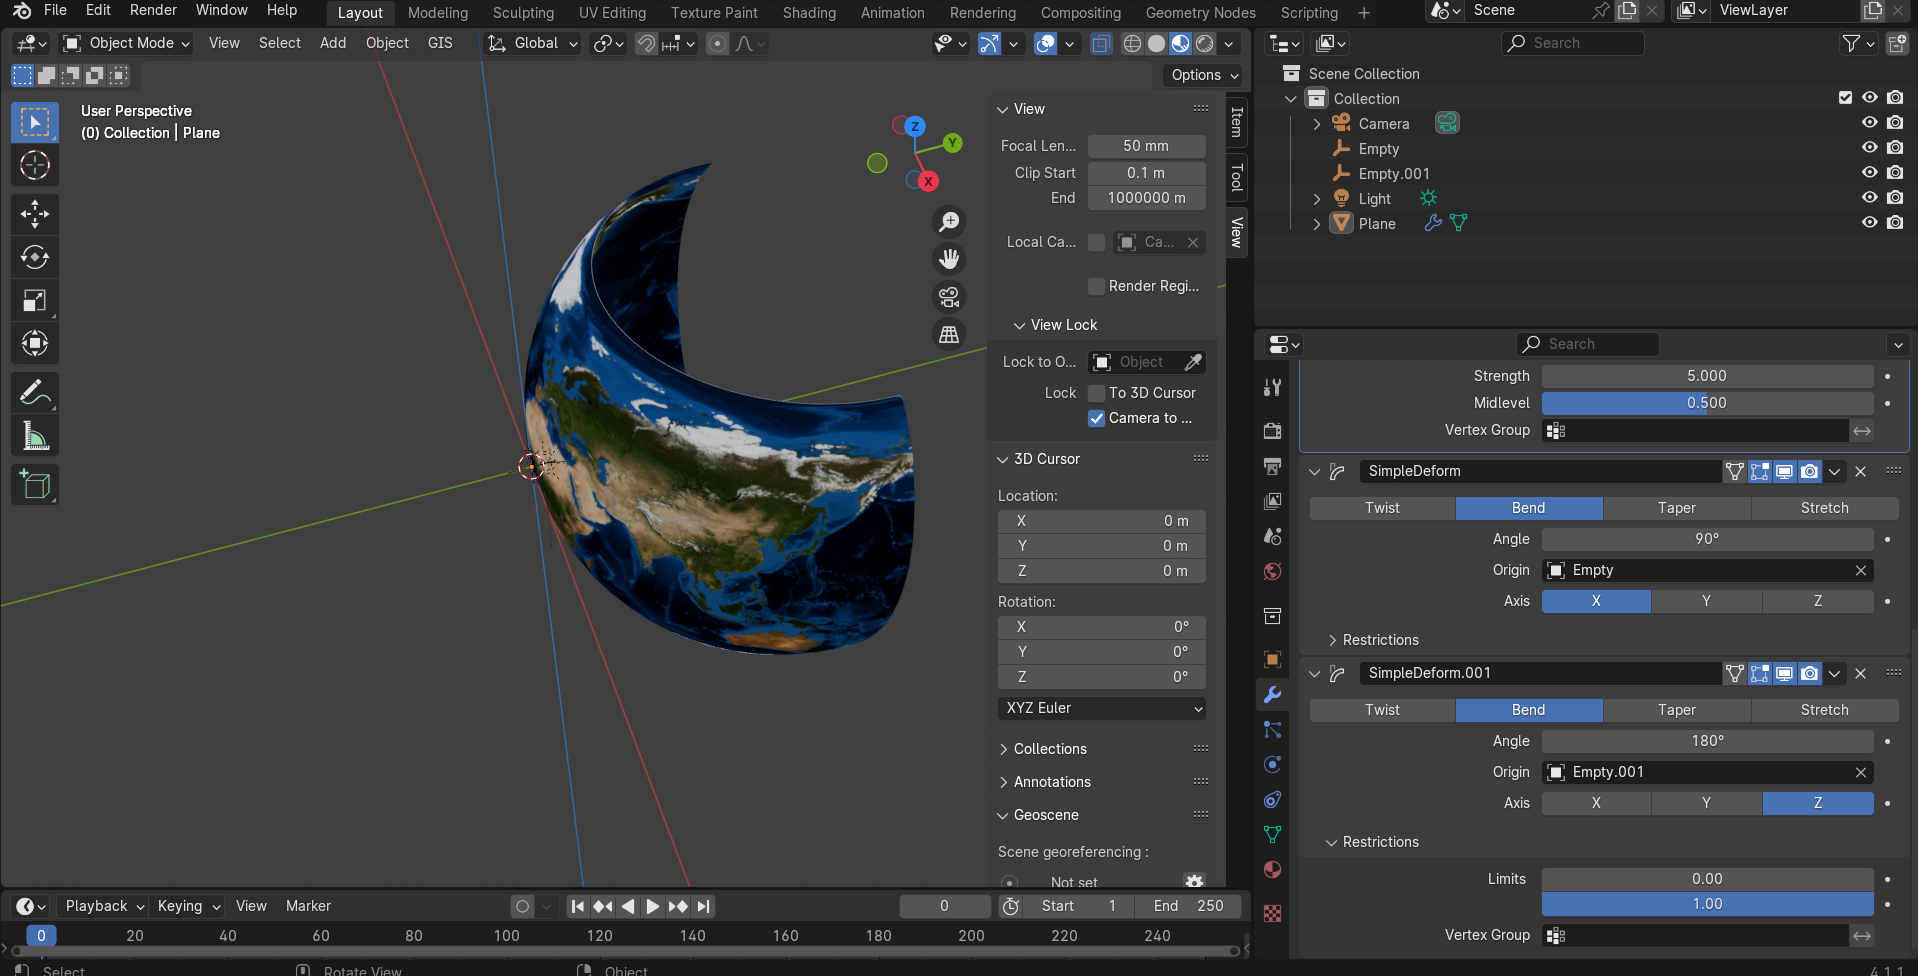 File Edit Render Window Help Layout Modeling Sculpting UV Editing Texture Paint Shading Animation Rendering Compositing Geometry Nodes Scripting + Scene ViewLayer
Object Mode View Select Add Object GIS Global Search
Options
User Perspective
(0) Collection | Plane
Z
Y
X
View
Focal Len... 50 mm
Clip Start 0.1 m
End 1000000 m
Local Ca... Ca...
Render Regi...
View Lock
Lock to O... Object
Lock To 3D Cursor
Camera to ...
3D Cursor
Location:
X 0 m
Y 0 m
Z 0 m
Rotation:
X 0°
Y 0°
Z 0°
XYZ Euler
Collections
Annotations
Geoscene
Scene georeferencing :
Not set
Item
Tool
View
Scene Collection
Collection
Camera
Empty
Empty.001
Light
Plane
Search
Strength 5.000
Midlevel 0.500
Vertex Group
SimpleDeform
Twist Bend Taper Stretch
Angle 90°
Origin Empty
Axis X Y Z
Restrictions
SimpleDeform.001
Twist Bend Taper Stretch
Angle 180°
Origin Empty.001
Axis X Y Z
Restrictions
Limits 0.00
1.00
Vertex Group
Playback Keying View Marker 0 Start 1 End 250
0 20 40 60 80 100 120 140 160 180 200 220 240
Select Rotate View Object 4.1.1